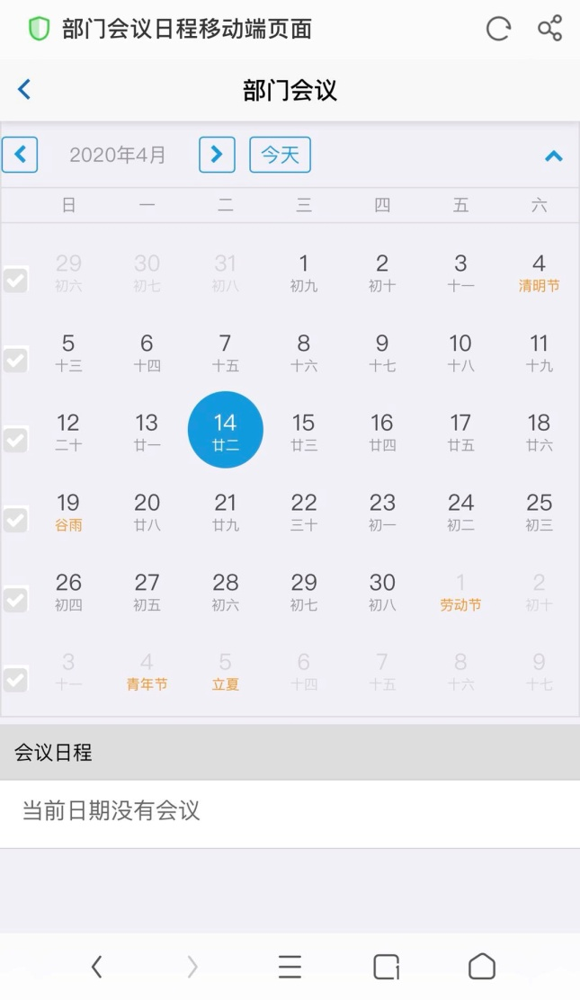 部门会议日程移动端页面
部门会议
2020年4月 今天
日 一 二 三 四 五 六
29 30 31 1 2 3 4
初六 初七 初八 初九 初十 十一 清明节
5 6 7 8 9 10 11
十三 十四 十五 十六 十七 十八 十九
12 13 14 15 16 17 18
二十 廿一 廿二 廿三 廿四 廿五 廿六
19 20 21 22 23 24 25
谷雨 廿八 廿九 三十 初一 初二 初三
26 27 28 29 30 1 2
初四 初五 初六 初七 初八 劳动节 初十
3 4 5 6 7 8 9
十一 青年节 立夏 十四 十五 十六 十七
会议日程
当前日期没有会议
1